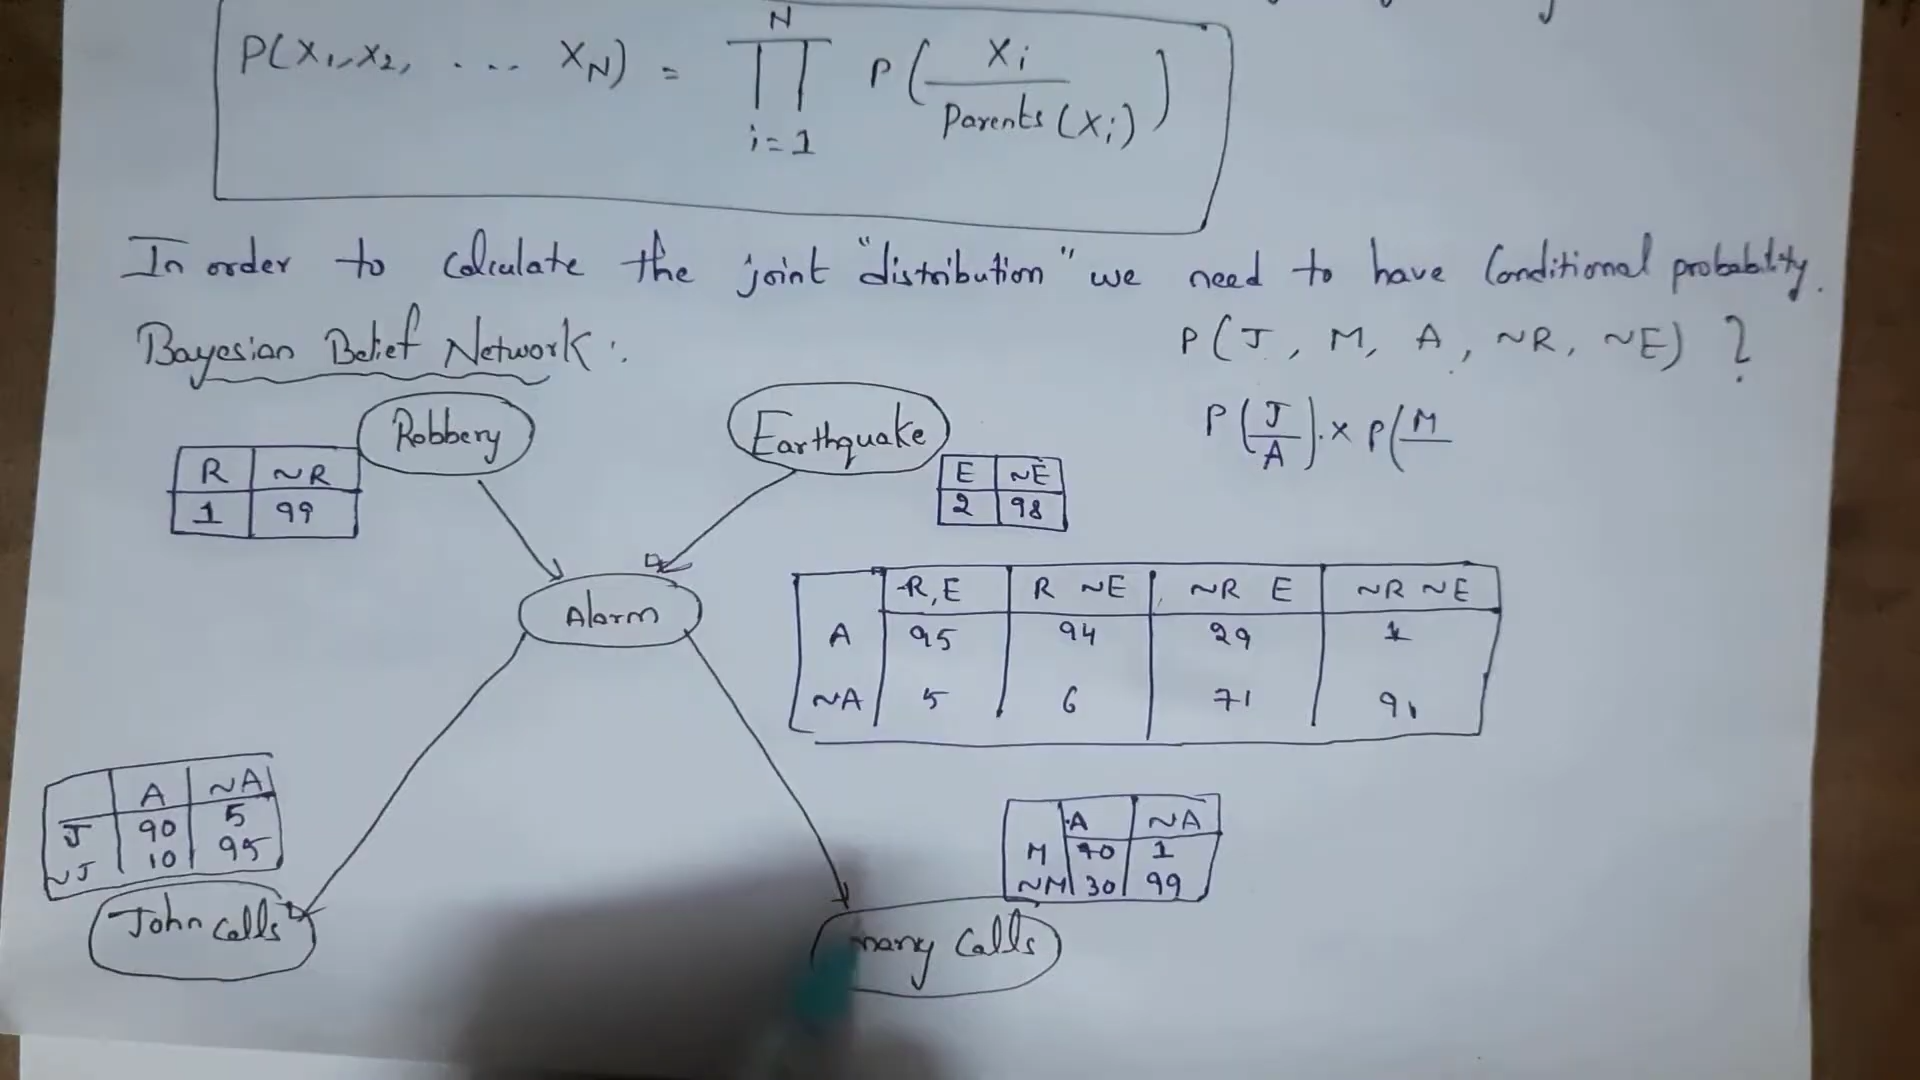 P(X1, X2, ... XN) = N ∏ i=1 P(Xi / Parents(Xi))
In order to calculate the joint "distribution" we need to have Conditional probability.
Bayesian Belief Network :.
P(J, M, A, ~R, ~E) ?
P(J/A).x P(M
Robbery
Earthquake
R ~R
1 99
E ~E
2 98
Alarm
R,E R ~E ~R E ~R ~E
A 95 94 29 1
~A 5 6 71 91
A ~A
J 90 5
~J 10 95
A ~A
M 70 1
~M 30 99
John Calls
many Calls